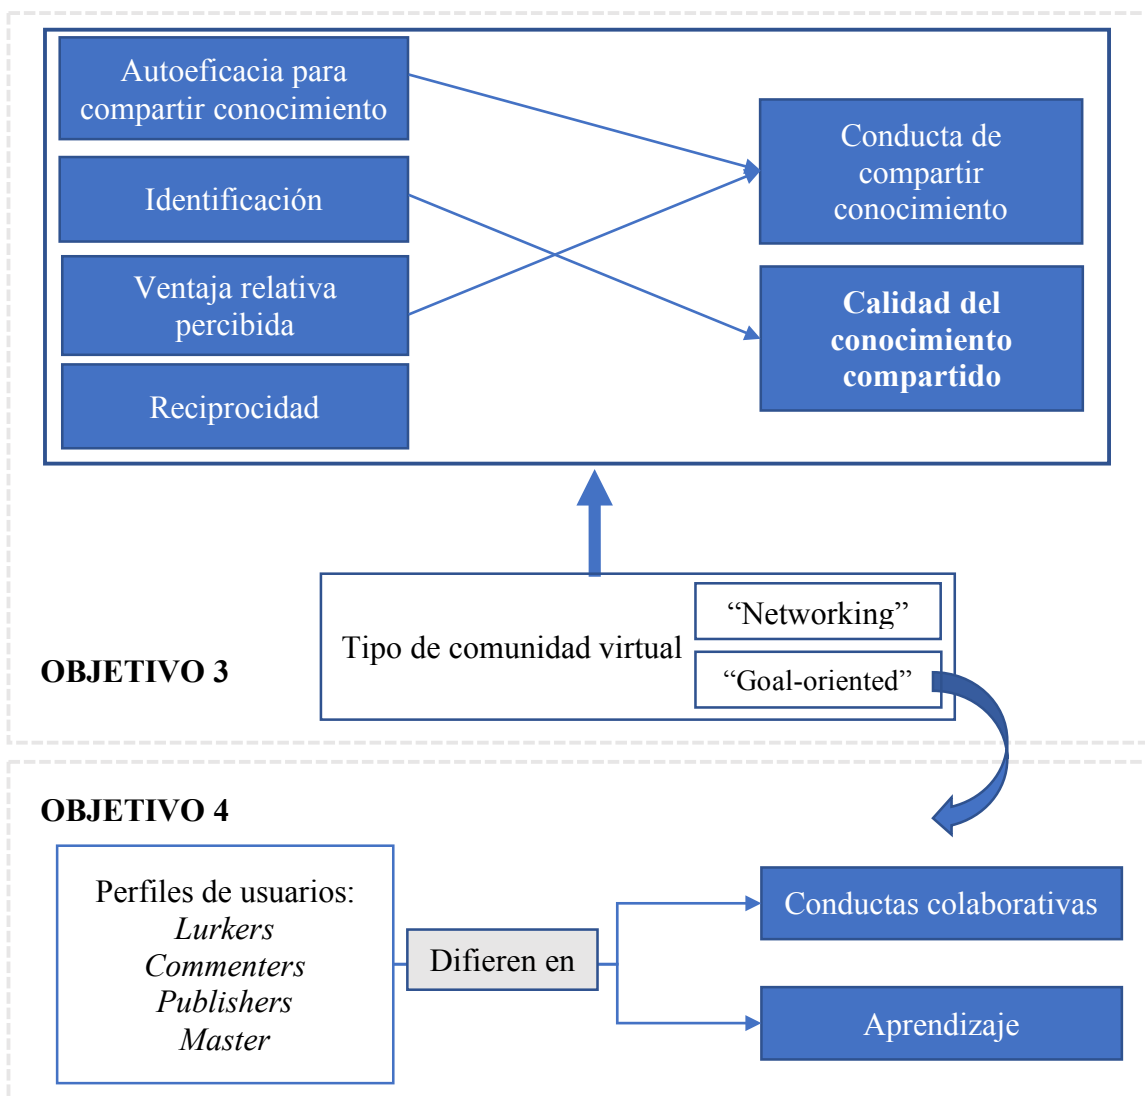 Autoeficacia para
compartir conocimiento
Identificación
Ventaja relativa
percibida
Reciprocidad
Conducta de
compartir
conocimiento
Calidad del
conocimiento
compartido
Tipo de comunidad virtual
“Networking”
“Goal-oriented”
OBJETIVO 3
OBJETIVO 4
Perfiles de usuarios:
Lurkers
Commenters
Publishers
Master
Difieren en
Conductas colaborativas
Aprendizaje